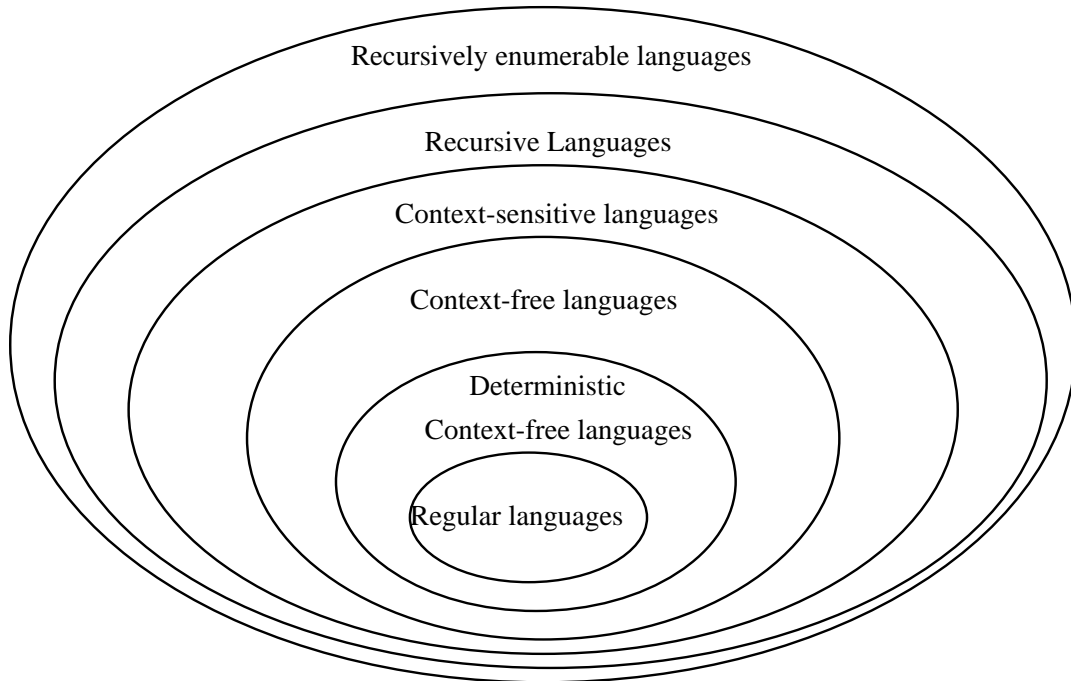 Recursively enumerable languages
Recursive Languages
Context-sensitive languages
Context-free languages
Deterministic
Context-free languages
Regular languages